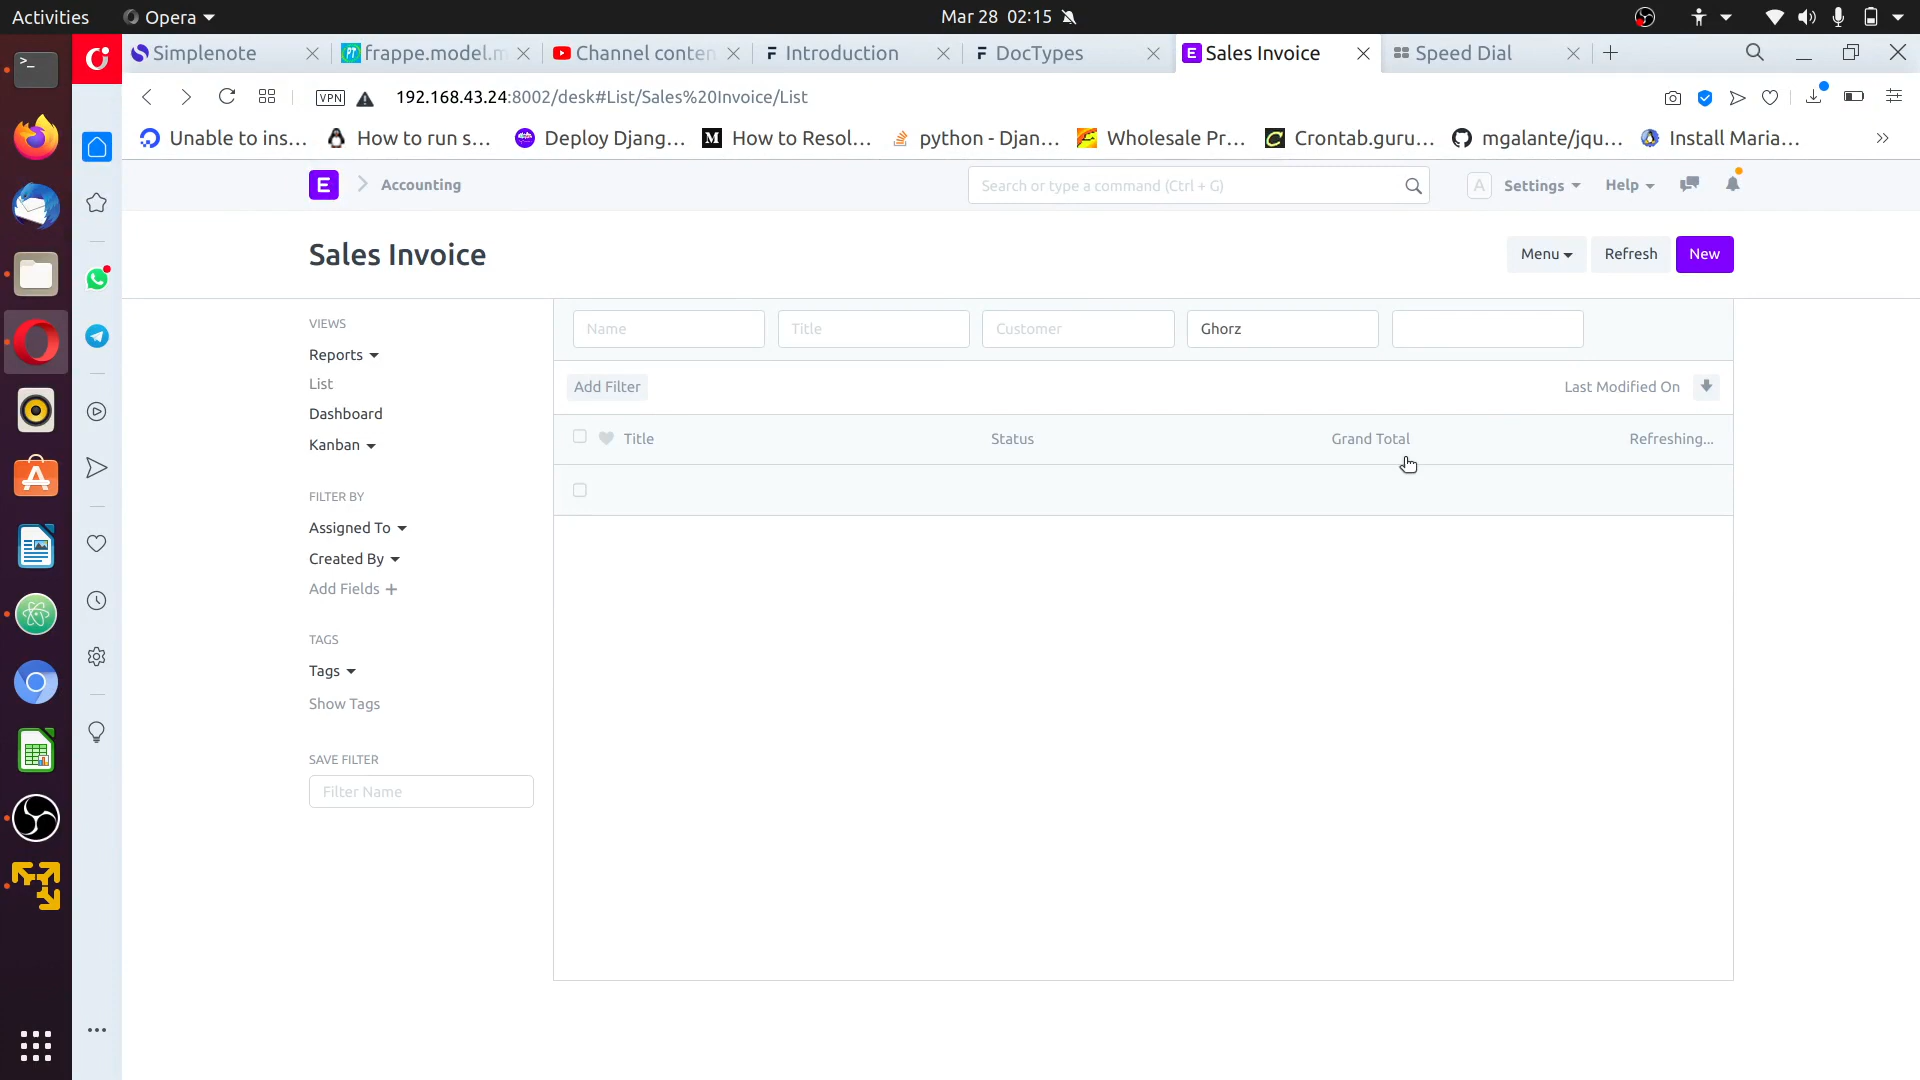 Activities Opera Mar 28 02:15
Simplenote frappe.model.m Channel conten Introduction DocTypes Sales Invoice Speed Dial
VPN 192.168.43.24:8002/desk#List/Sales%20Invoice/List
Unable to ins... How to run s... Deploy Djang... How to Resol... python - Djan... Wholesale Pr... Crontab.guru... mgalante/jqu... Install Maria...
E Accounting Search or type a command (Ctrl + G) A Settings Help
Sales Invoice Menu Refresh New
VIEWS
Reports
List
Dashboard
Kanban
FILTER BY
Assigned To
Created By
Add Fields
TAGS
Tags
Show Tags
SAVE FILTER
Filter Name
Name Title Customer Ghorz
Add Filter Last Modified On
Title Status Grand Total Refreshing...